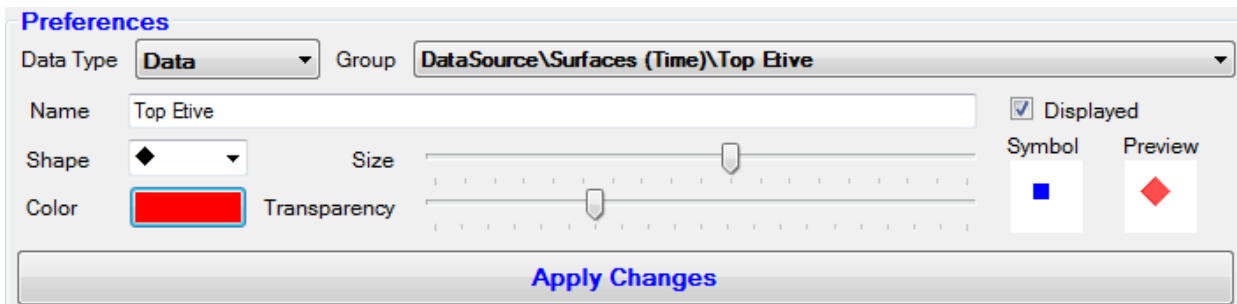 Preferences
Data Type Data Group DataSource\Surfaces (Time)\Top Etive
Name Top Etive Displayed
Shape Size Symbol Preview
Color Transparency
Apply Changes